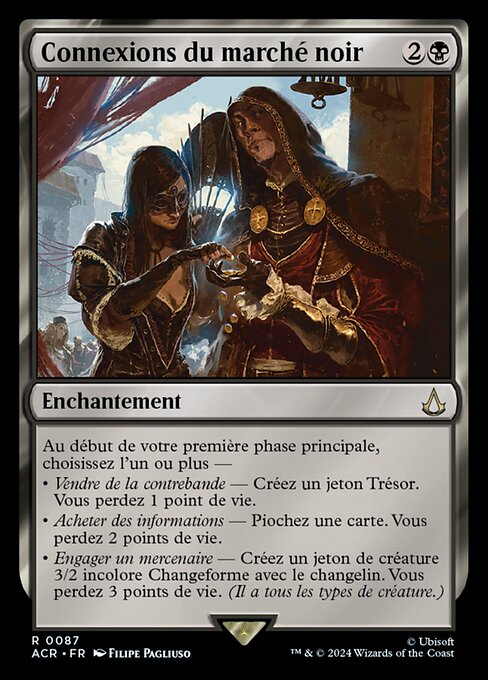 Connexions du marché noir 2
Enchantement
Au début de votre première phase principale,
choisissez l'un ou plus —
• Vendre de la contrebande — Créez un jeton Trésor.
Vous perdez 1 point de vie.
• Acheter des informations — Piochez une carte. Vous
perdez 2 points de vie.
• Engager un mercenaire — Créez un jeton de créature
3/2 incolore Changeforme avec le changelin. Vous
perdez 3 points de vie. (Il a tous les types de créature.)
R 0087
ACR • FR Filipe Pagliuso
© Ubisoft
™ & © 2024 Wizards of the Coast